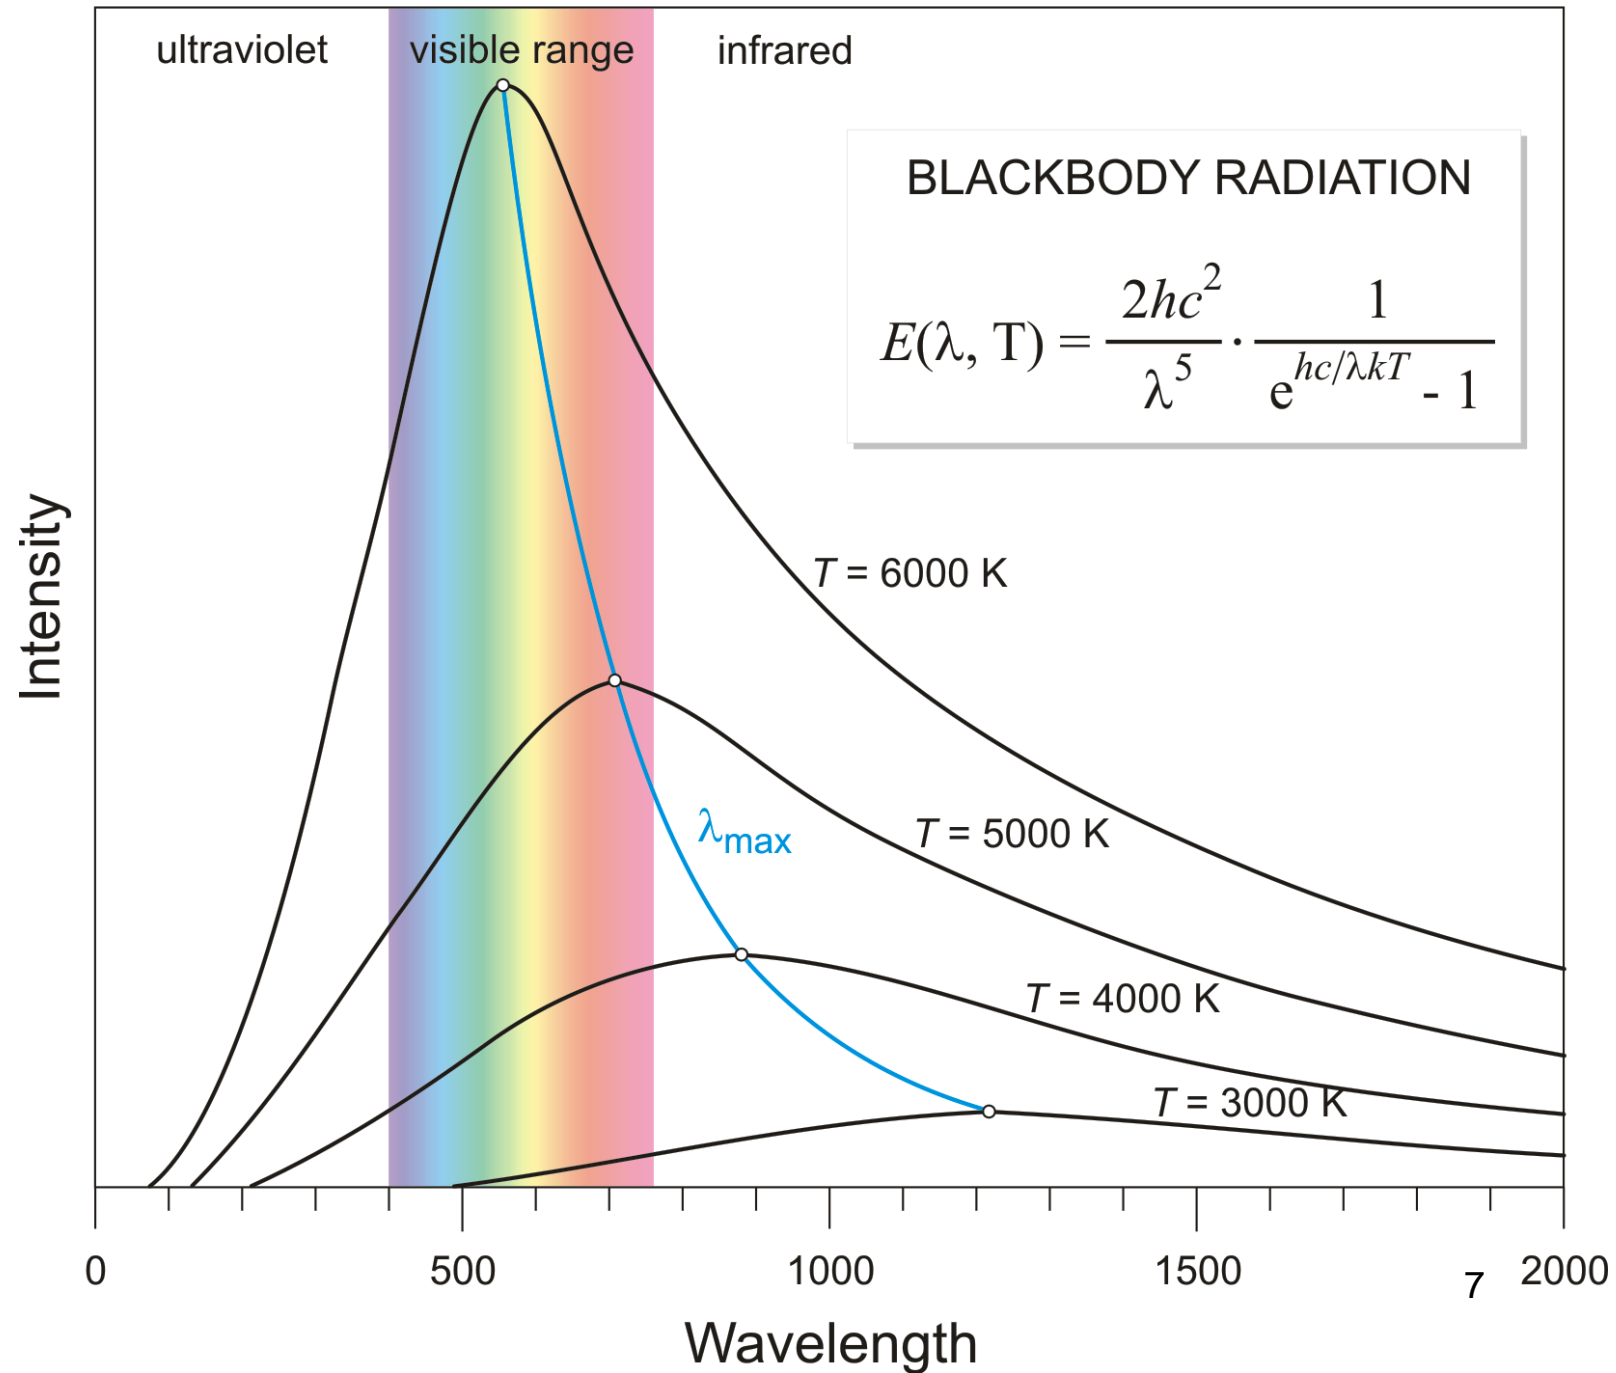 ultraviolet visible range infrared
BLACKBODY RADIATION
E(λ, T) = 2hc²/λ⁵ · 1/(e^(hc/λkT) - 1)
Intensity
T = 6000 K
T = 5000 K
λmax
T = 4000 K
T = 3000 K
0 500 1000 1500 2000
7
Wavelength